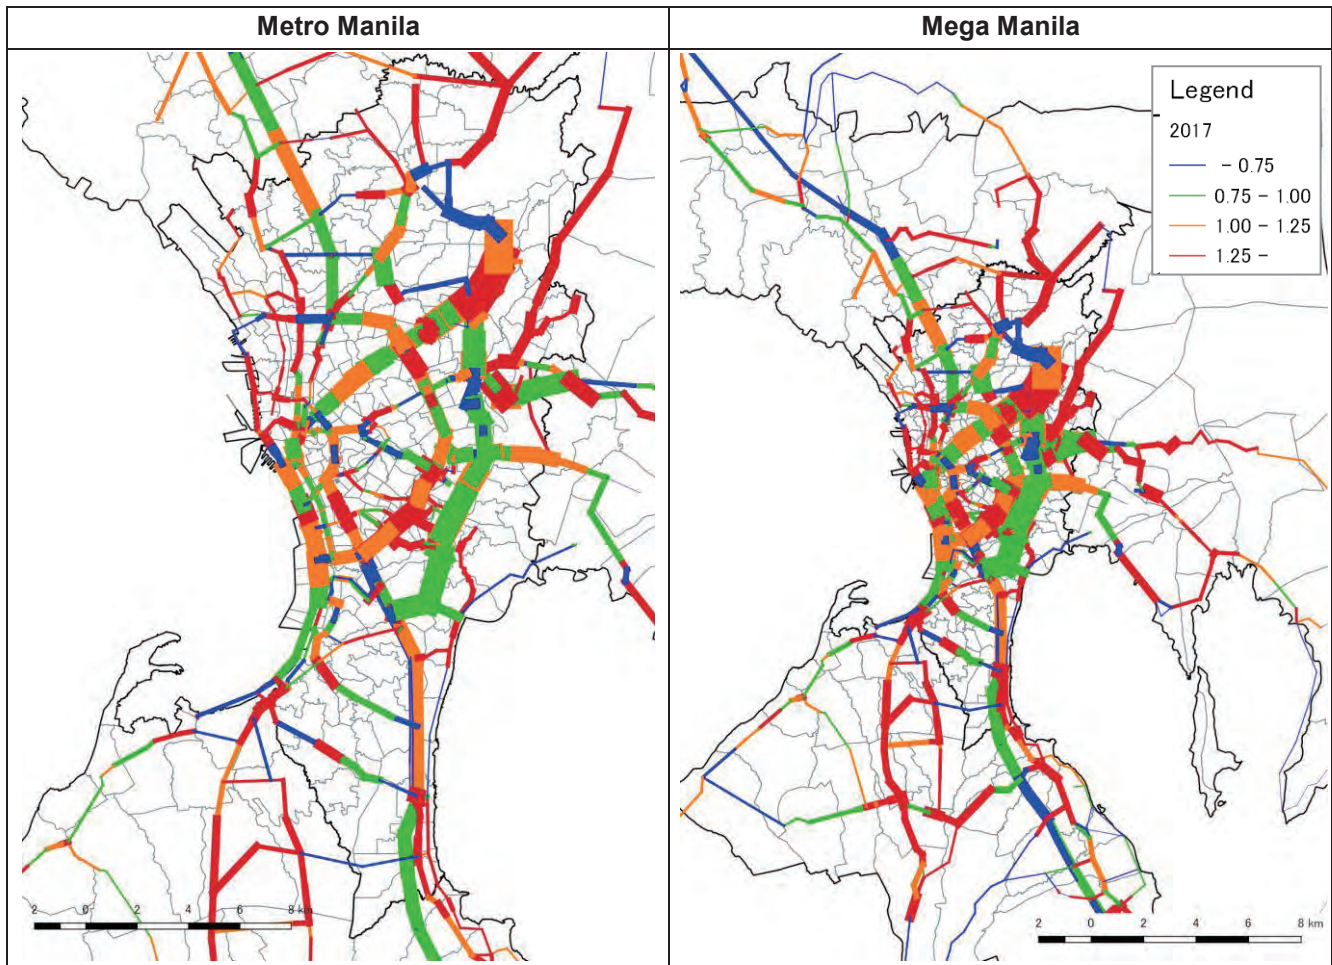 Metro Manila
Mega Manila
Legend
2017
- 0.75
0.75 - 1.00
1.00 - 1.25
1.25 -
2 0 2 4 6 8 km
2 0 2 4 6 8 km